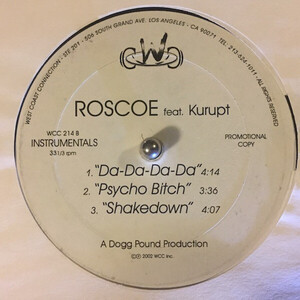 WEST COAST CONNECTION - STE 201 - 506 SOUTH GRAND AVE. LOS ANGELES - CA 90071 TEL. 213-524-1011 - ALL RIGHTS RESERVED
WCC
ROSCOE feat. Kurupt
WCC 214 B
INSTRUMENTALS
33 1/3 rpm
PROMOTIONAL
COPY
1. "Da-Da-Da-Da" 4:14
2. "Psycho Bitch" 3:36
3. "Shakedown" 4:07
A Dogg Pound Production
©℗ 2002 WCC Inc.